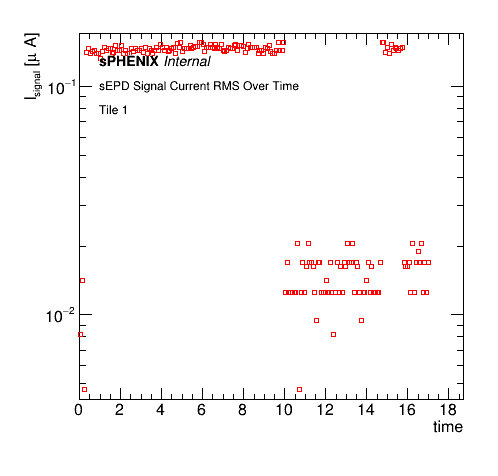 I_signal [μ A]
10⁻¹
sPHENIX Internal
sEPD Signal Current RMS Over Time
Tile 1
10⁻²
0 2 4 6 8 10 12 14 16 18
time